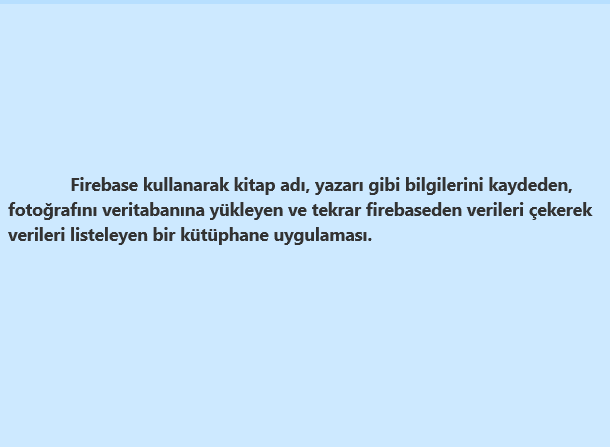 Firebase kullanarak kitap adı, yazarı gibi bilgilerini kaydeden,
fotoğrafını veritabanına yükleyen ve tekrar firebaseden verileri çekerek
verileri listeleyen bir kütüphane uygulaması.